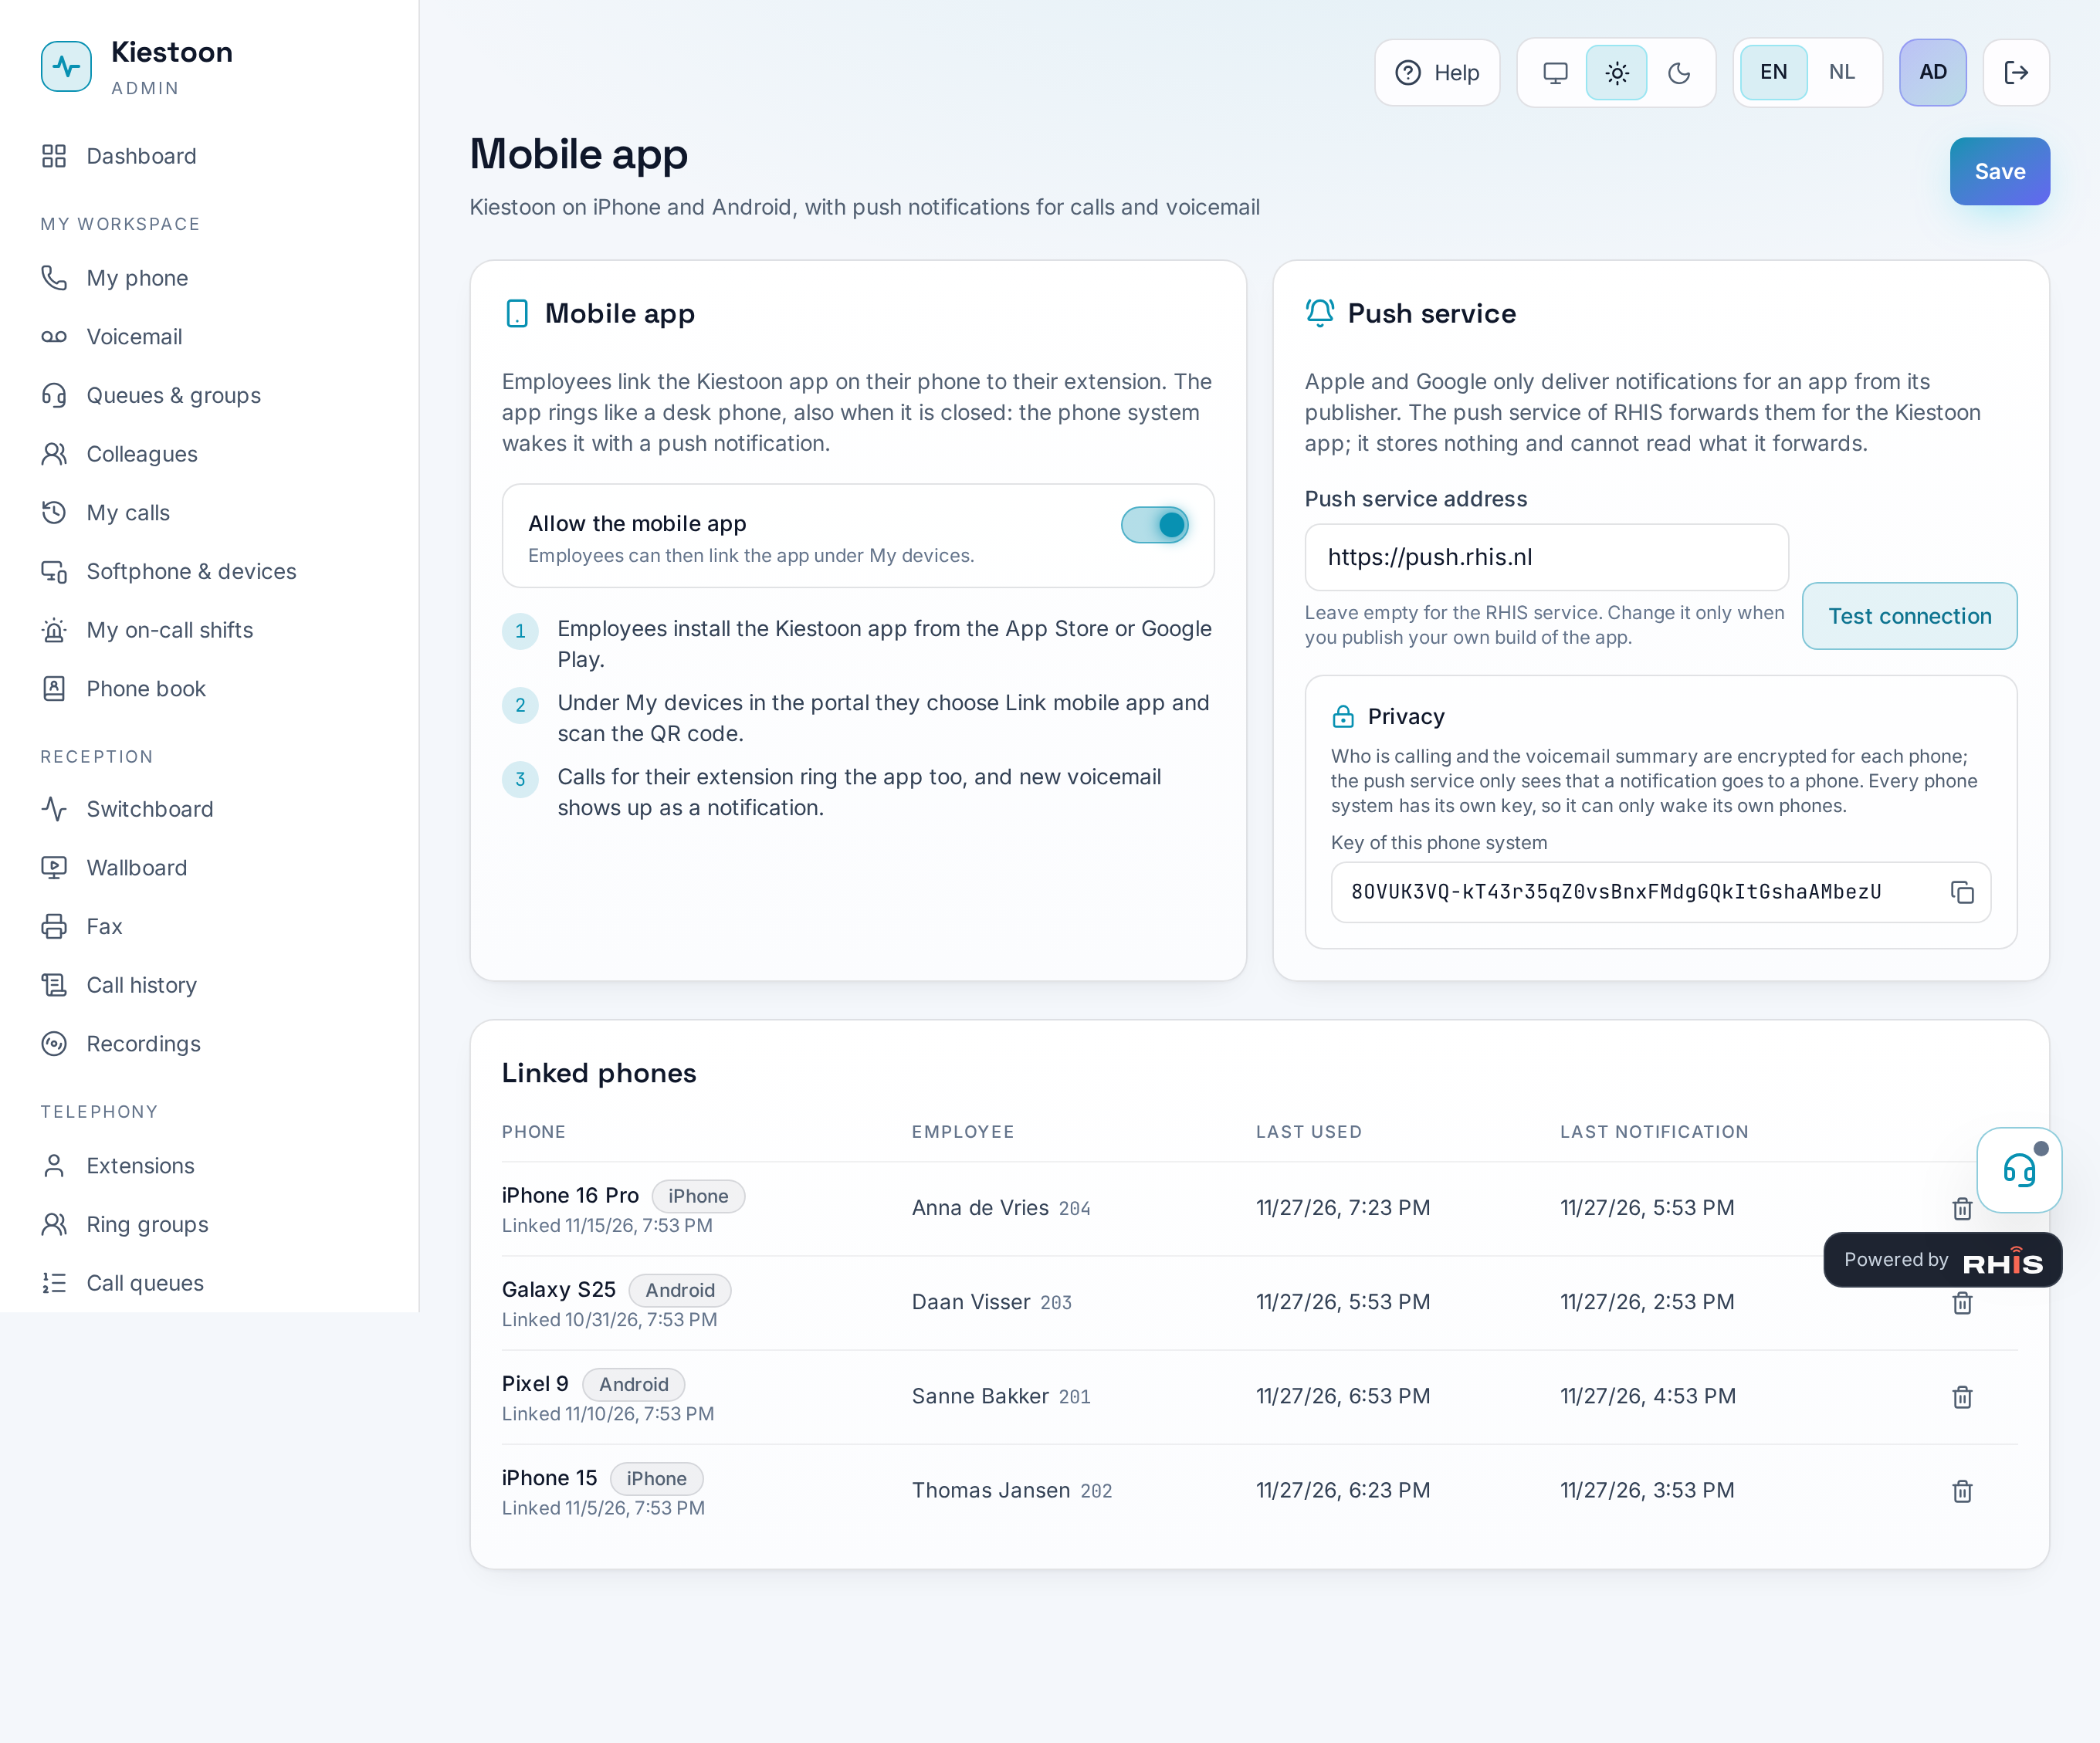 Kiestoon
ADMIN
Dashboard
MY WORKSPACE
My phone
Voicemail
Queues & groups
Colleagues
My calls
Softphone & devices
My on-call shifts
Phone book
RECEPTION
Switchboard
Wallboard
Fax
Call history
Recordings
TELEPHONY
Extensions
Ring groups
Call queues
Help
EN
NL
AD
Mobile app
Kiestoon on iPhone and Android, with push notifications for calls and voicemail
Save
Mobile app
Employees link the Kiestoon app on their phone to their extension. The
app rings like a desk phone, also when it is closed: the phone system
wakes it with a push notification.
Allow the mobile app
Employees can then link the app under My devices.
1 Employees install the Kiestoon app from the App Store or Google
Play.
2 Under My devices in the portal they choose Link mobile app and
scan the QR code.
3 Calls for their extension ring the app too, and new voicemail
shows up as a notification.
Push service
Apple and Google only deliver notifications for an app from its
publisher. The push service of RHIS forwards them for the Kiestoon
app; it stores nothing and cannot read what it forwards.
Push service address
https://push.rhis.nl
Leave empty for the RHIS service. Change it only when
you publish your own build of the app.
Test connection
Privacy
Who is calling and the voicemail summary are encrypted for each phone;
the push service only sees that a notification goes to a phone. Every phone
system has its own key, so it can only wake its own phones.
Key of this phone system
8OVUK3VQ-kT43r35qZ0vsBnxFMdgGQkItGshaAMbezU
Linked phones
PHONE EMPLOYEE LAST USED LAST NOTIFICATION
iPhone 16 Pro iPhone
Linked 11/15/26, 7:53 PM
Anna de Vries 204
11/27/26, 7:23 PM
11/27/26, 5:53 PM
Powered by RHIS
Galaxy S25 Android
Linked 10/31/26, 7:53 PM
Daan Visser 203
11/27/26, 5:53 PM
11/27/26, 2:53 PM
Pixel 9 Android
Linked 11/10/26, 7:53 PM
Sanne Bakker 201
11/27/26, 6:53 PM
11/27/26, 4:53 PM
iPhone 15 iPhone
Linked 11/5/26, 7:53 PM
Thomas Jansen 202
11/27/26, 6:23 PM
11/27/26, 3:53 PM